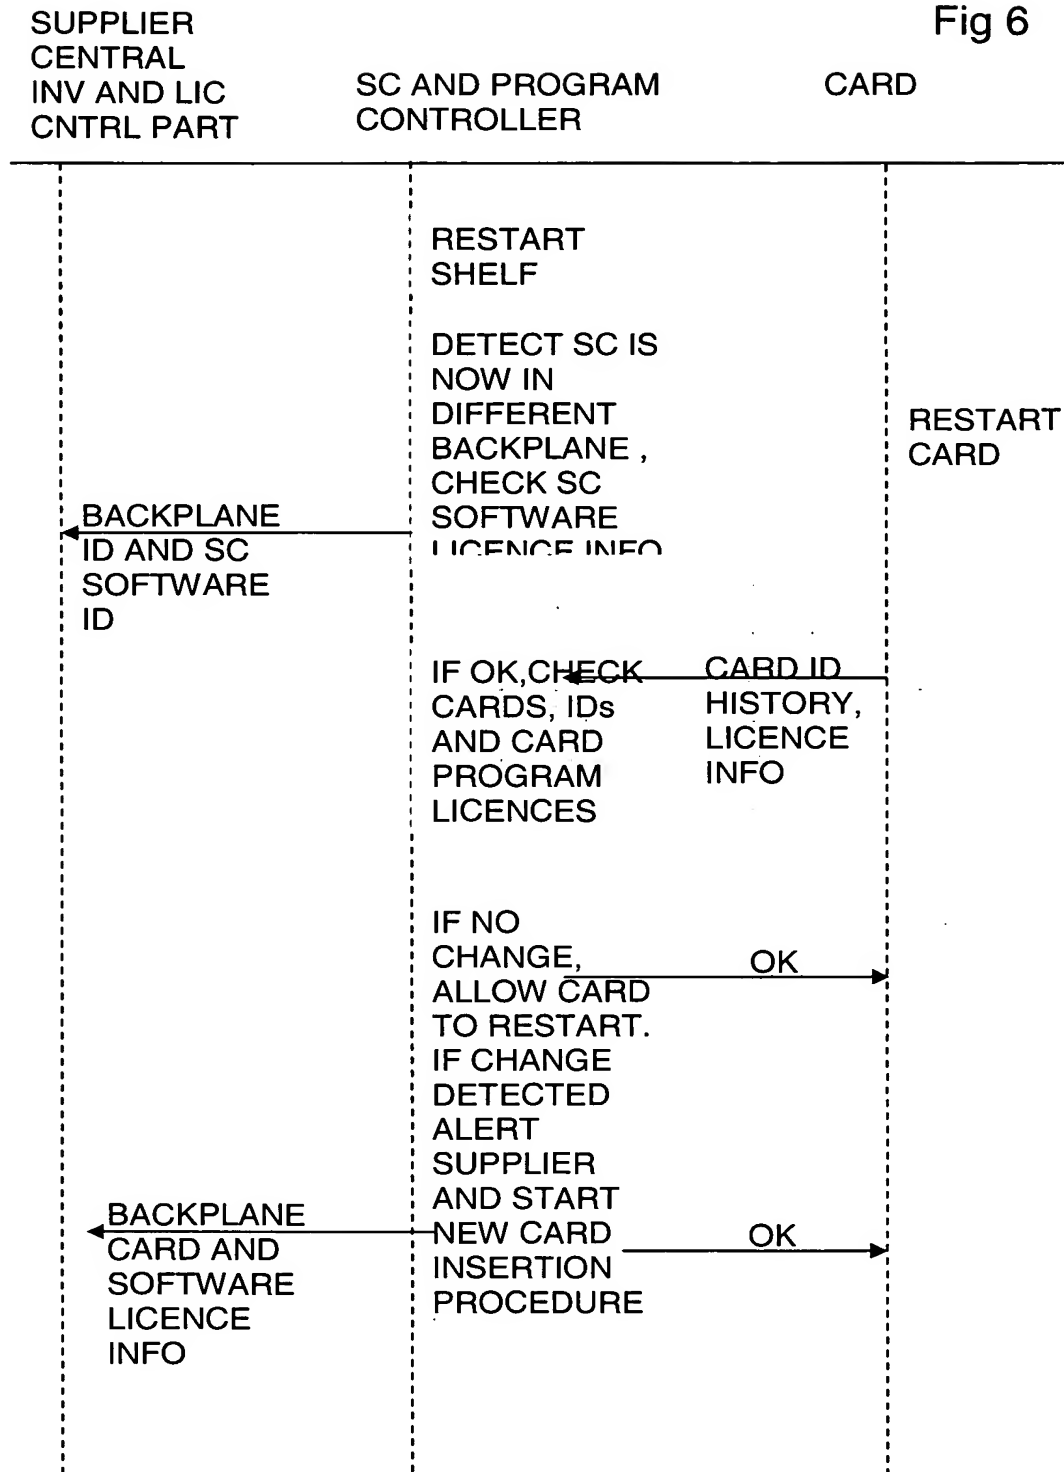 Fig 6
SUPPLIER
CENTRAL
INV AND LIC
CNTRL PART
SC AND PROGRAM
CONTROLLER
CARD
RESTART
SHELF
DETECT SC IS
NOW IN
DIFFERENT
BACKPLANE ,
CHECK SC
SOFTWARE
LICENCE INFO
RESTART
CARD
BACKPLANE
ID AND SC
SOFTWARE
ID
IF OK,CHECK
CARDS, IDs
AND CARD
PROGRAM
LICENCES
CARD ID
HISTORY,
LICENCE
INFO
IF NO
CHANGE,
ALLOW CARD
TO RESTART.
IF CHANGE
DETECTED
ALERT
SUPPLIER
AND START
NEW CARD
INSERTION
PROCEDURE
OK
BACKPLANE
CARD AND
SOFTWARE
LICENCE
INFO
OK